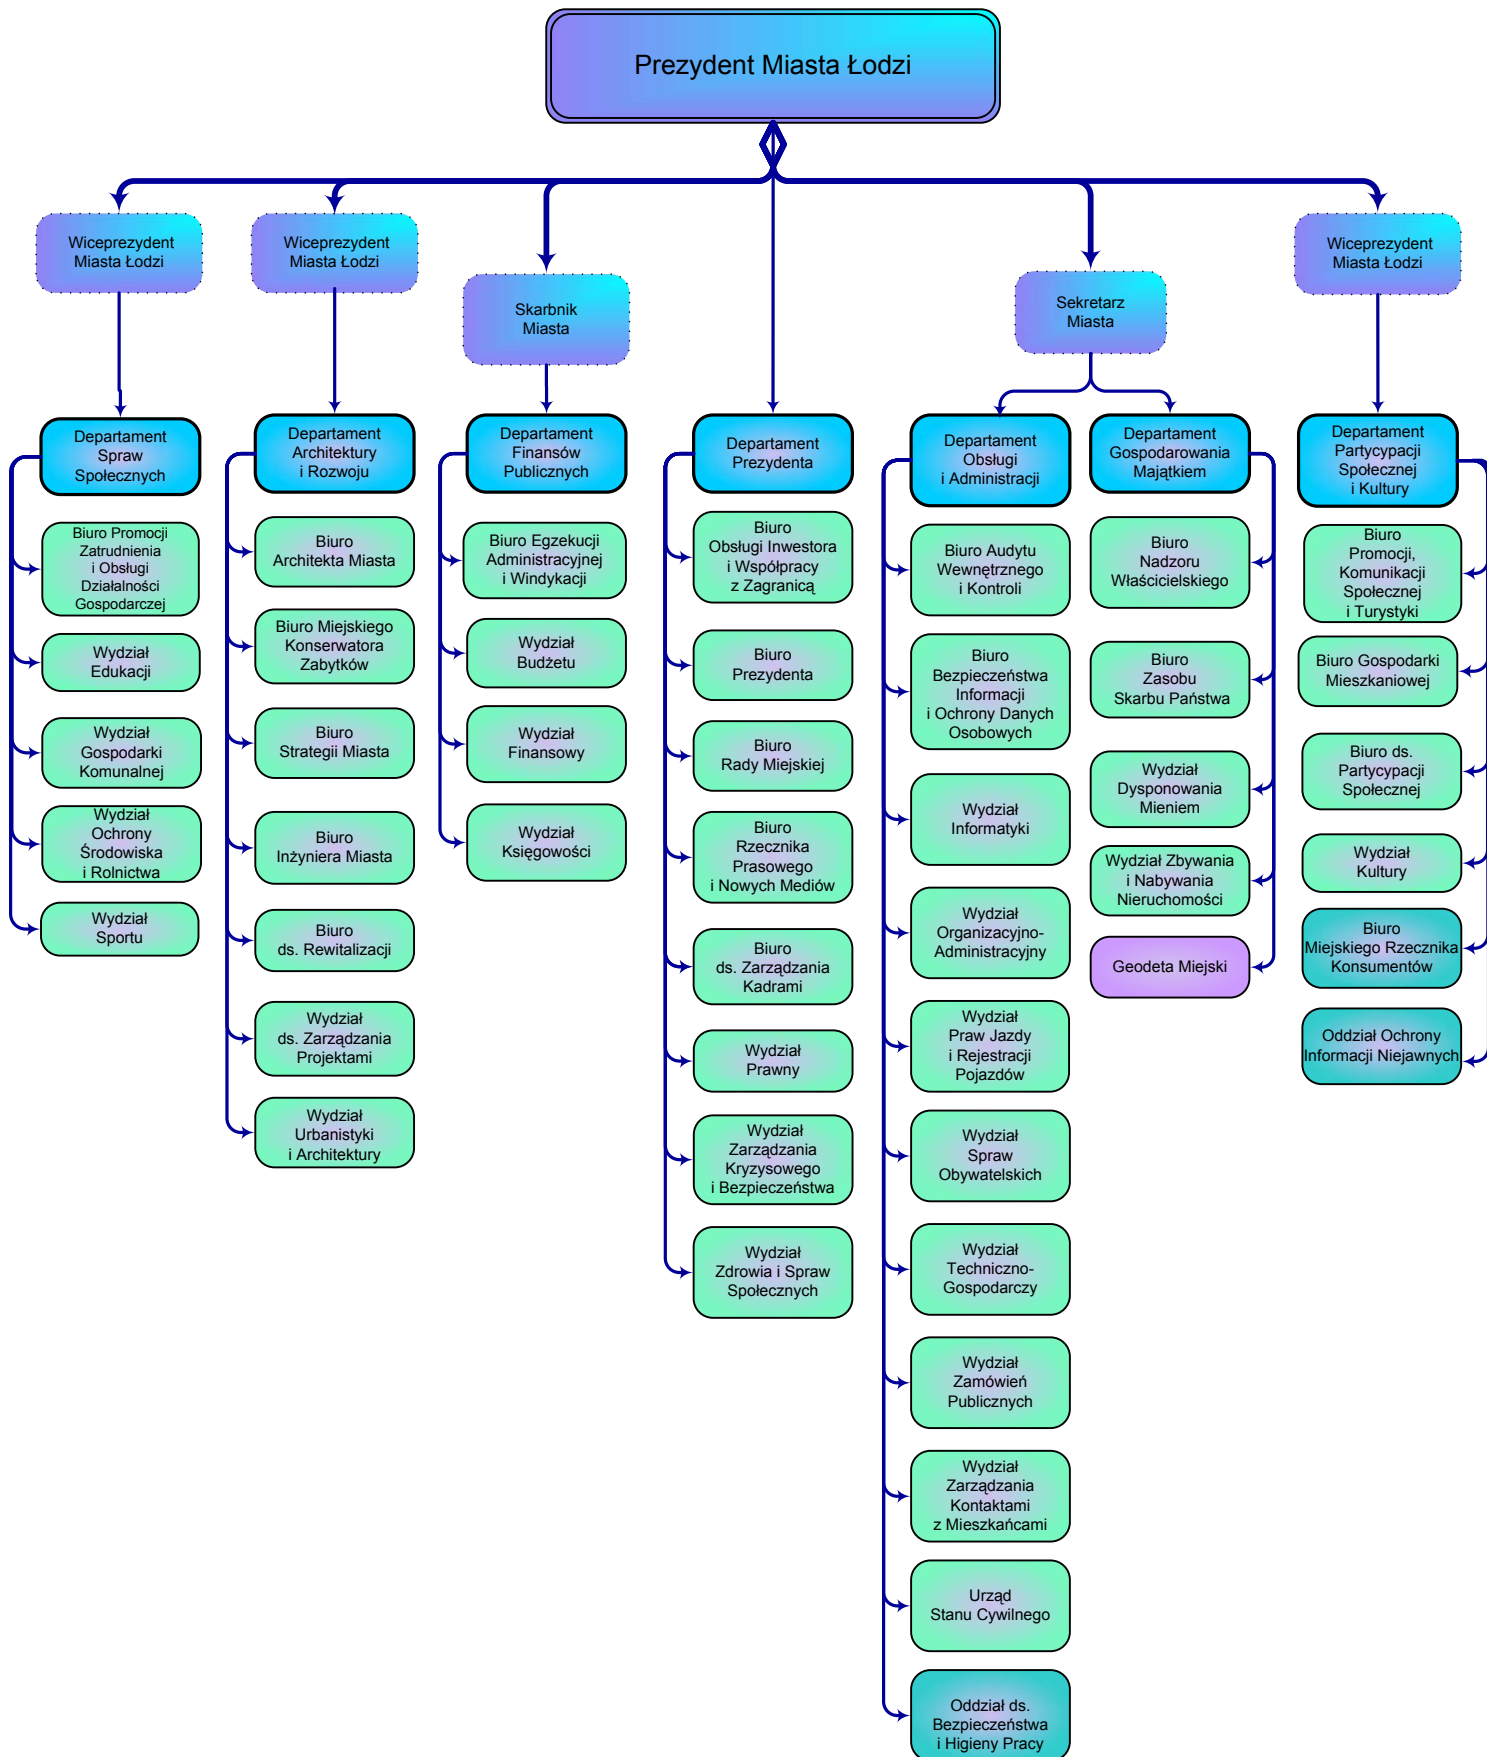 Prezydent Miasta Łodzi
Wiceprezydent
Miasta Łodzi
Wiceprezydent
Miasta Łodzi
Skarbnik
Miasta
Sekretarz
Miasta
Wiceprezydent
Miasta Łodzi
Departament
Spraw
Społecznych
Biuro Promocji
Zatrudnienia
i Obsługi
Działalności
Gospodarczej
Wydział
Edukacji
Wydział
Gospodarki
Komunalnej
Wydział
Ochrony
Środowiska
i Rolnictwa
Wydział
Sportu
Departament
Architektury
i Rozwoju
Biuro
Architekta Miasta
Biuro Miejskiego
Konserwatora
Zabytków
Biuro
Strategii Miasta
Biuro
Inżyniera Miasta
Biuro
ds. Rewitalizacji
Wydział
ds. Zarządzania
Projektami
Wydział
Urbanistyki
i Architektury
Departament
Finansów
Publicznych
Biuro Egzekucji
Administracyjnej
i Windykacji
Wydział
Budżetu
Wydział
Finansowy
Wydział
Księgowości
Departament
Prezydenta
Biuro
Obsługi Inwestora
i Współpracy
z Zagranicą
Biuro
Prezydenta
Biuro
Rady Miejskiej
Biuro
Rzecznika
Prasowego
i Nowych Mediów
Biuro
ds. Zarządzania
Kadrami
Wydział
Prawny
Wydział
Zarządzania
Kryzysowego
i Bezpieczeństwa
Wydział
Zdrowia i Spraw
Społecznych
Departament
Obsługi
i Administracji
Biuro Audytu
Wewnętrznego
i Kontroli
Biuro
Bezpieczeństwa
Informacji
i Ochrony Danych
Osobowych
Wydział
Informatyki
Wydział
Organizacyjno-
Administracyjny
Wydział
Praw Jazdy
i Rejestracji
Pojazdów
Wydział
Spraw
Obywatelskich
Wydział
Techniczno-
Gospodarczy
Wydział
Zamówień
Publicznych
Wydział
Zarządzania
Kontaktami
z Mieszkańcami
Urząd
Stanu Cywilnego
Oddział ds.
Bezpieczeństwa
i Higieny Pracy
Departament
Gospodarowania
Majątkiem
Biuro
Nadzoru
Właścicielskiego
Biuro
Zasobu
Skarbu Państwa
Wydział
Dysponowania
Mieniem
Wydział Zbywania
i Nabywania
Nieruchomości
Geodeta Miejski
Departament
Partycypacji
Społecznej
i Kultury
Biuro
Promocji,
Komunikacji
Społecznej
i Turystyki
Biuro Gospodarki
Mieszkaniowej
Biuro ds.
Partycypacji
Społecznej
Wydział
Kultury
Biuro
Miejskiego Rzecznika
Konsumentów
Oddział Ochrony
Informacji Niejawnych